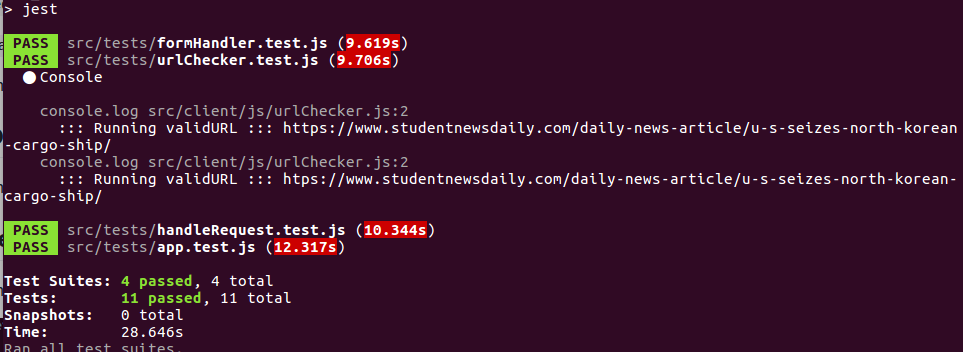 > jest
PASS src/tests/formHandler.test.js (9.619s)
PASS src/tests/urlChecker.test.js (9.706s)
● Console
console.log src/client/js/urlChecker.js:2
::: Running validURL ::: https://www.studentnewsdaily.com/daily-news-article/u-s-seizes-north-korean
-cargo-ship/
console.log src/client/js/urlChecker.js:2
::: Running validURL ::: htps://www.studentnewsdaily.com/daily-news-article/u-s-seizes-north-korean-
cargo-ship/
PASS src/tests/handleRequest.test.js (10.344s)
PASS src/tests/app.test.js (12.317s)
Test Suites: 4 passed, 4 total
Tests: 11 passed, 11 total
Snapshots: 0 total
Time: 28.646s
Ran all test suites.